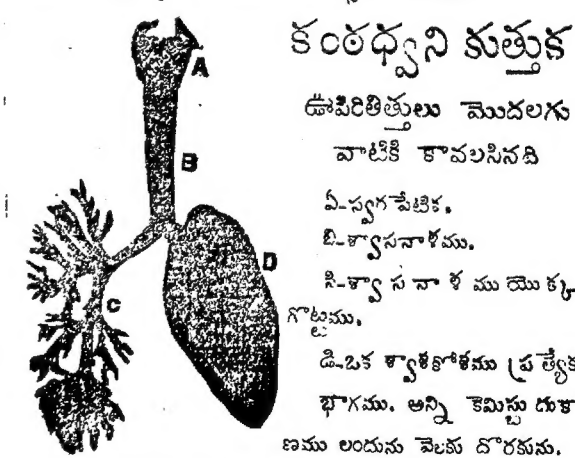 కంఠధ్వని కుత్తుక
ఊపిరితిత్తులు మొదలగు
వాటికి కావలసినది
ఏ-స్వరపేటిక.
బి-శ్వాసనాళము.
సి-శ్వాసనాళముయొక్క
గొట్టము.
డి-ఒక శ్వాశకోశము ప్రత్యేక
భాగము. అన్ని కెమిస్టు దుకా
ణము లందును వెలకు దొరకును.
A
B
C
D